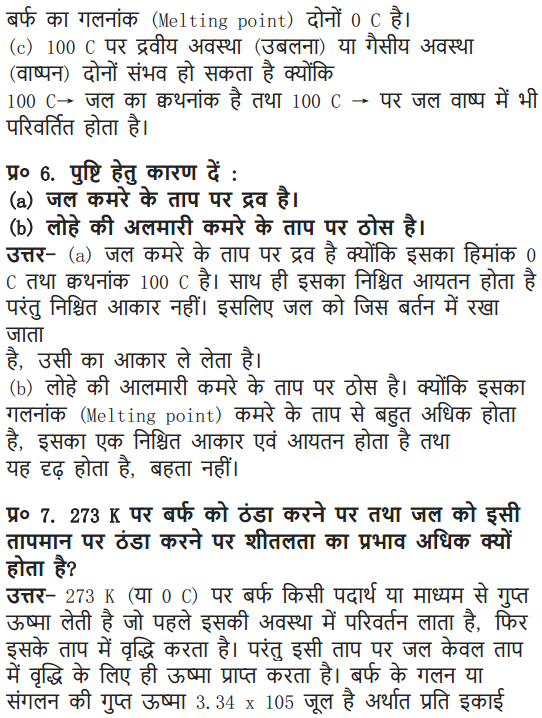 बर्फ का गलनांक (Melting point) दोनों 0 C है।
(c) 100 C पर द्रवीय अवस्था (उबलना) या गैसीय अवस्था
(वाष्पन) दोनों संभव हो सकता है क्योंकि
100 C→ जल का क्वथनांक है तथा 100 C → पर जल वाष्प में भी
परिवर्तित होता है।
प्र० 6. पुष्टि हेतु कारण दें :
(a) जल कमरे के ताप पर द्रव है।
(b) लोहे की अलमारी कमरे के ताप पर ठोस है।
उत्तर- (a) जल कमरे के ताप पर द्रव है क्योंकि इसका हिमांक 0
C तथा क्वथनांक 100 C है। साथ ही इसका निश्चित आयतन होता है
परंतु निश्चित आकार नहीं। इसलिए जल को जिस बर्तन में रखा
जाता
है, उसी का आकार ले लेता है।
(b) लोहे की आलमारी कमरे के ताप पर ठोस है। क्योंकि इसका
गलनांक (Melting point) कमरे के ताप से बहुत अधिक होता
है, इसका एक निश्चित आकार एवं आयतन होता है तथा
यह दृढ़ होता है, बहता नहीं।
प्र० 7. 273 K पर बर्फ को ठंडा करने पर तथा जल को इसी
तापमान पर ठंडा करने पर शीतलता का प्रभाव अधिक क्यों
होता है?
उत्तर- 273 K (या 0 C) पर बर्फ किसी पदार्थ या माध्यम से गुप्त
ऊष्मा लेती है जो पहले इसकी अवस्था में परिवर्तन लाता है, फिर
इसके ताप में वृद्धि करता है। परंतु इसी ताप पर जल केवल ताप
में वृद्धि के लिए ही ऊष्मा प्राप्त करता है। बर्फ के गलन या
संगलन की गुप्त ऊष्मा 3.34 x 105 जूल है अर्थात प्रति इकाई